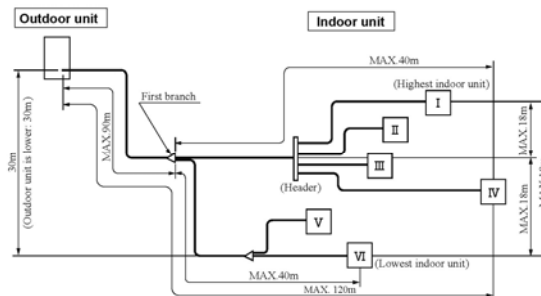 Outdoor unit
Indoor unit
MAX.40m
(Highest indoor unit)
First branch
I
II
III
IV
V
VI
(Header)
MAX.90m
30m
(Outdoor unit is lower: 30m)
MAX.18m
MAX.18m
(Lowest indoor unit)
MAX.40m
MAX. 120m